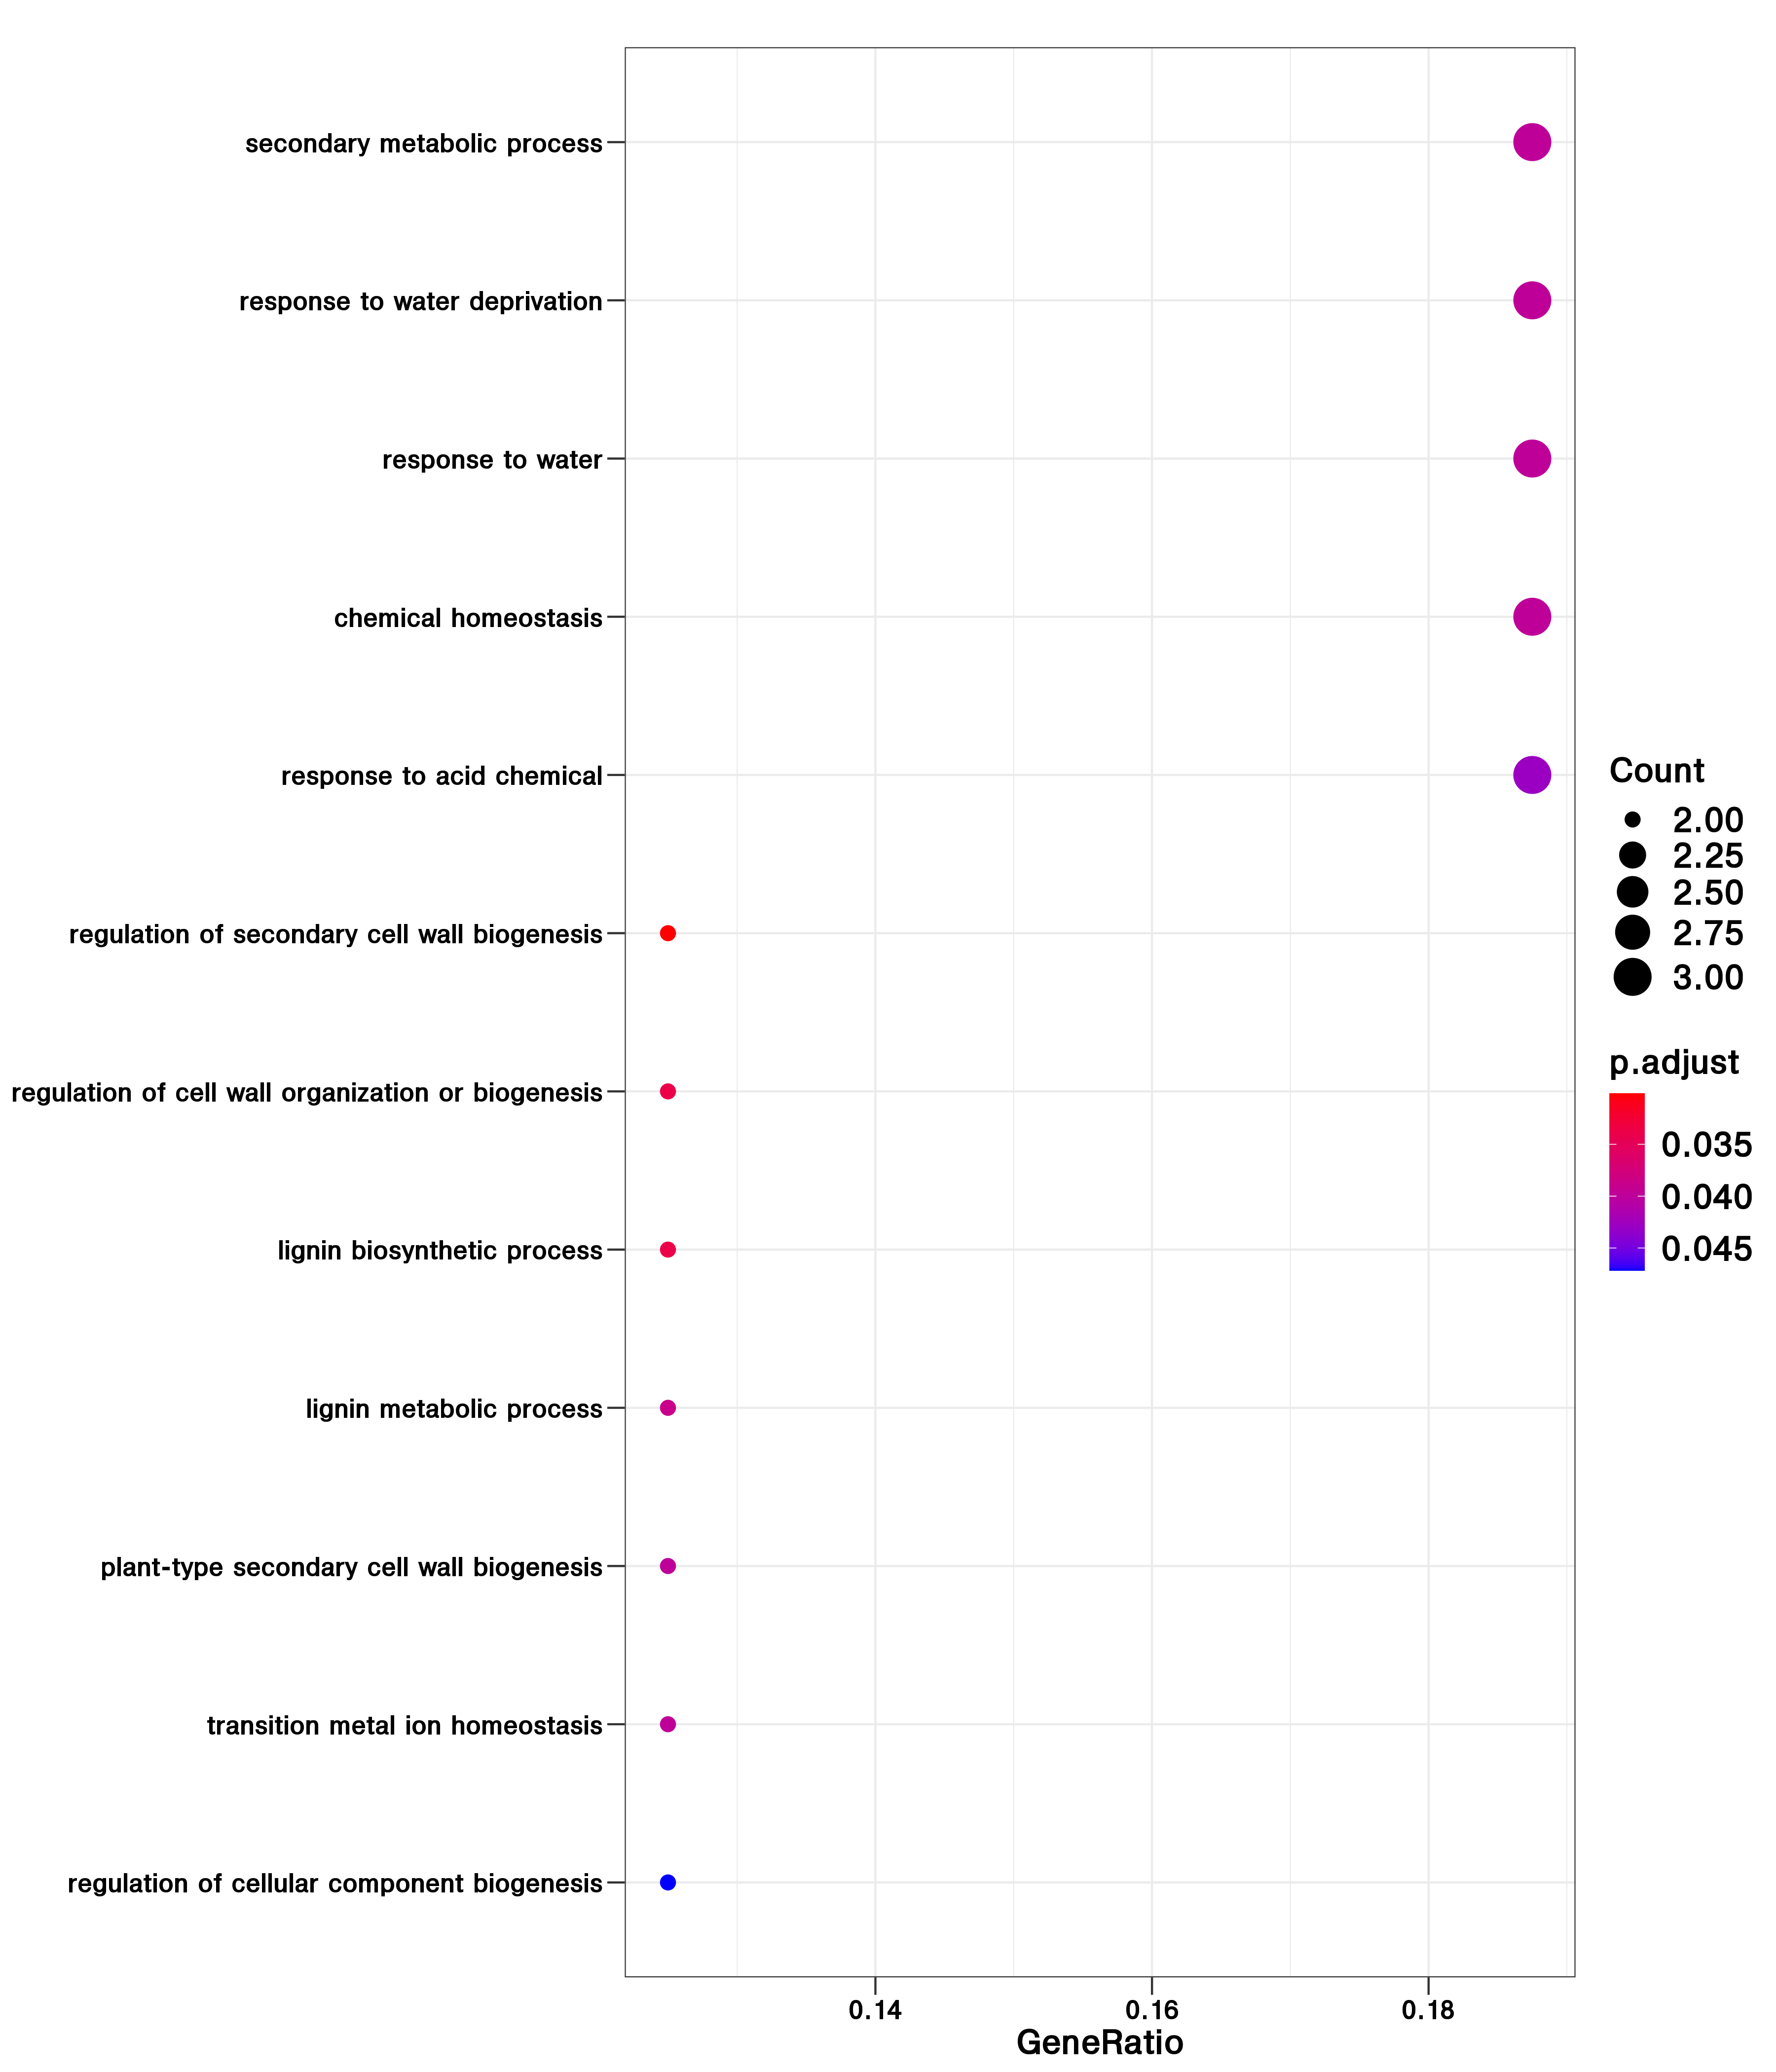 secondary metabolic process
response to water deprivation
response to water
chemical homeostasis
response to acid chemical
regulation of secondary cell wall biogenesis
regulation of cell wall organization or biogenesis
lignin biosynthetic process
lignin metabolic process
plant-type secondary cell wall biogenesis
transition metal ion homeostasis
regulation of cellular component biogenesis
0.14 0.16 0.18
GeneRatio
Count
2.00
2.25
2.50
2.75
3.00
p.adjust
0.035
0.040
0.045